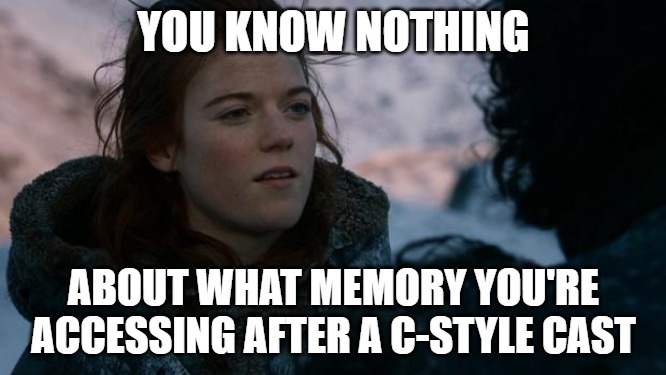 YOU KNOW NOTHING
ABOUT WHAT MEMORY YOU'RE
ACCESSING AFTER A C-STYLE CAST